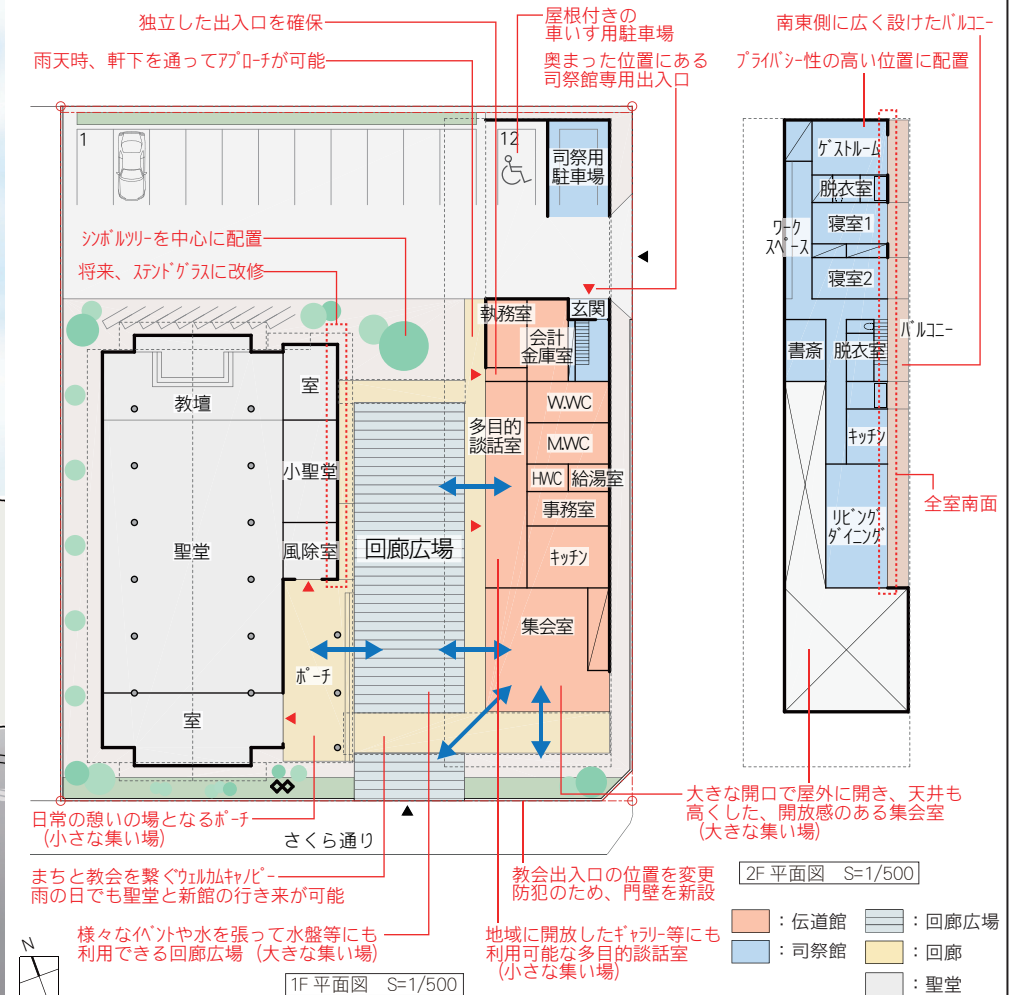 独立した出入口を確保
屋根付きの
車いす用駐車場
南東側に広く設けたバルコニー
雨天時、軒下を通ってアプローチが可能
奥まった位置にある
司祭館専用出入口
プライバシー性の高い位置に配置
1
12
司祭用
駐車場
シンボルツリーを中心に配置
将来、ステンドグラスに改修
執務室
玄関
会計
金庫室
室
教壇
W.WC
多目的
談話室
M.WC
小聖堂
HWC
給湯室
事務室
聖堂
風除室
回廊広場
キッチン
集会室
ポーチ
室
ゲストルーム
脱衣室
寝室1
ワーク
スペース
寝室2
バルコニー
書斎
脱衣室
キッチン
全室南面
リビング
ダイニング
日常の憩いの場となるポーチ
(小さな集い場)
さくら通り
大きな開口で屋外に開き、天井も
高くした、開放感のある集会室
(大きな集い場)
まちと教会を繋ぐウェルカムキャノピー
雨の日でも聖堂と新館の行き来が可能
教会出入口の位置を変更
防犯のため、門壁を新設
2F 平面図 S=1/500
様々なイベントや水を張って水盤等にも
利用できる回廊広場 (大きな集い場)
地域に開放したギャラリー等にも
利用可能な多目的談話室
(小さな集い場)
:伝道館
:回廊広場
:司祭館
:回廊
:聖堂
N
1F 平面図 S=1/500